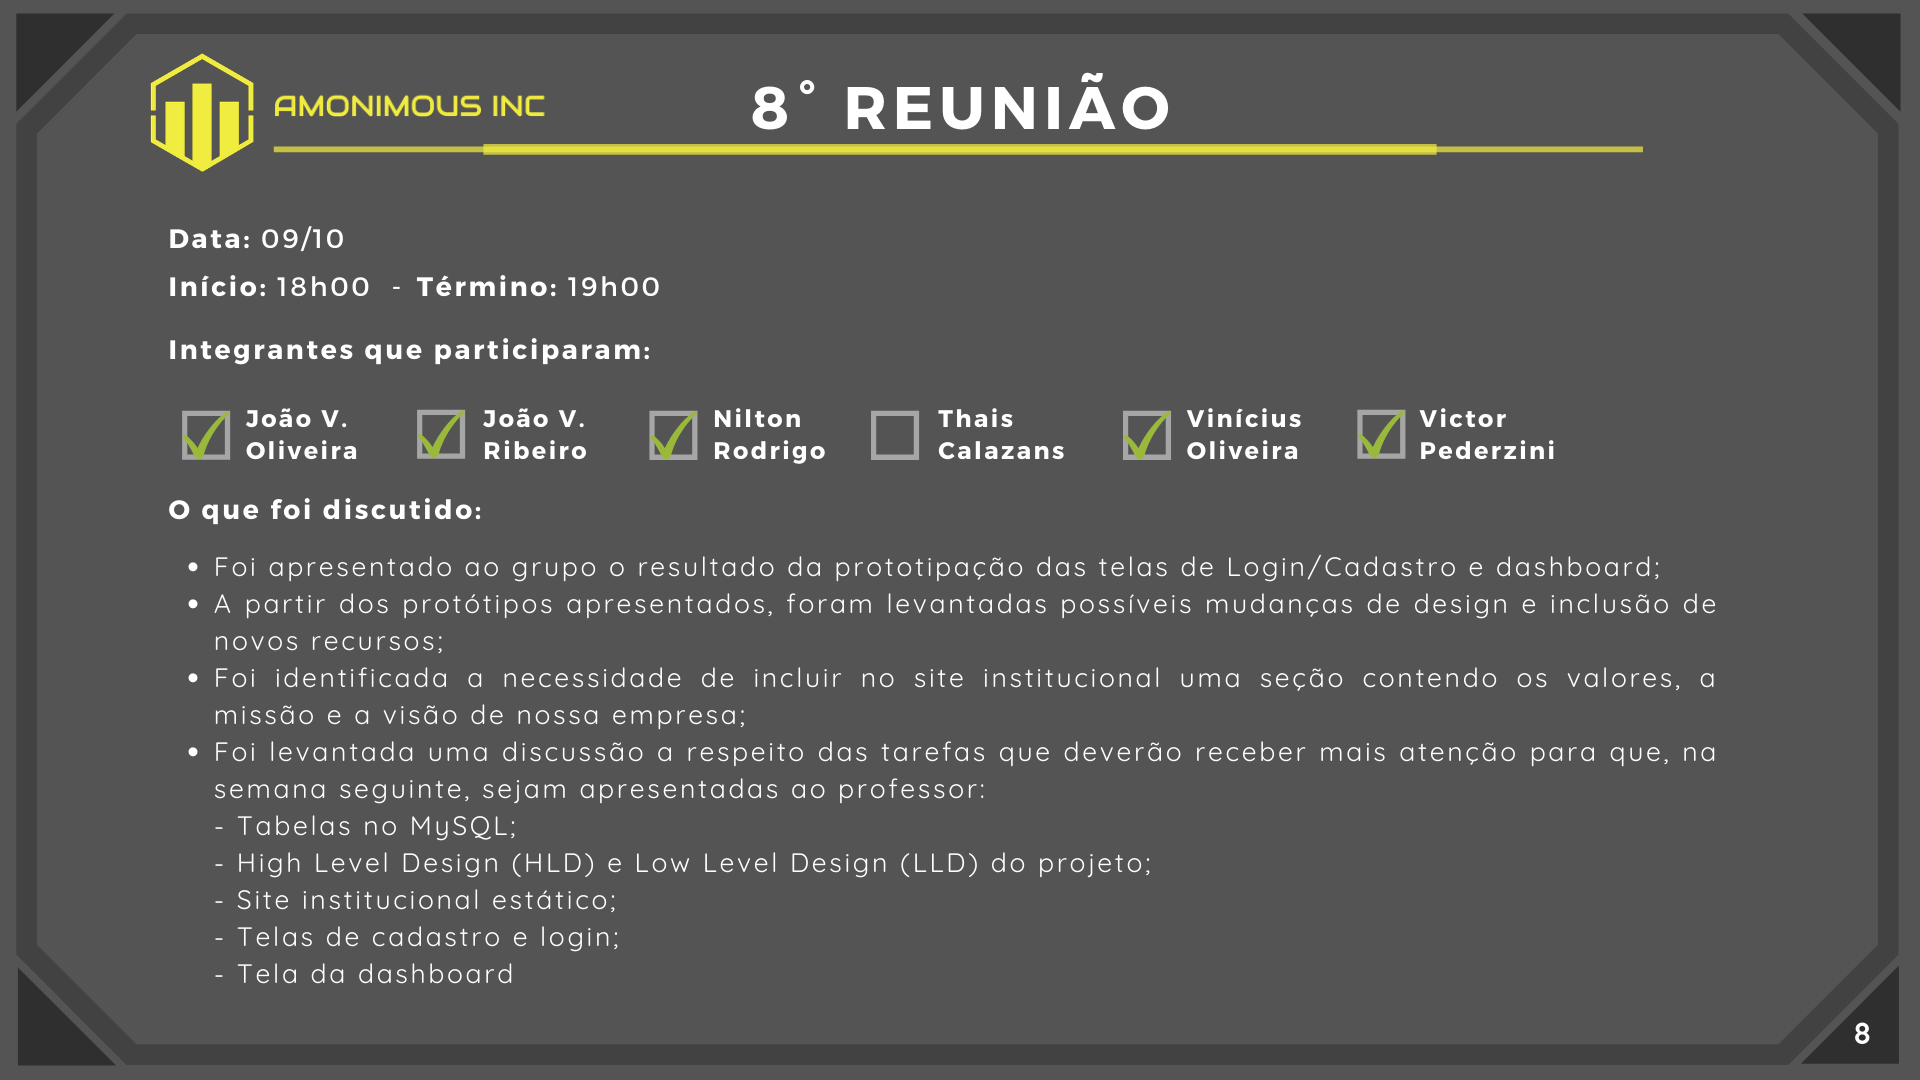 AMONIMOUS INC
8° REUNIÃO
Data: 09/10
Início: 18h00 - Término: 19h00
Integrantes que participaram:
João V. Oliveira
João V. Ribeiro
Nilton Rodrigo
Thais Calazans
Vinícius Oliveira
Victor Pederzini
O que foi discutido:
• Foi apresentado ao grupo o resultado da prototipação das telas de Login/Cadastro e dashboard;
• A partir dos protótipos apresentados, foram levantadas possíveis mudanças de design e inclusão de
novos recursos;
• Foi identificada a necessidade de incluir no site institucional uma seção contendo os valores, a
missão e a visão de nossa empresa;
• Foi levantada uma discussão a respeito das tarefas que deverão receber mais atenção para que, na
semana seguinte, sejam apresentadas ao professor:
- Tabelas no MySQL;
- High Level Design (HLD) e Low Level Design (LLD) do projeto;
- Site institucional estático;
- Telas de cadastro e login;
- Tela da dashboard
8